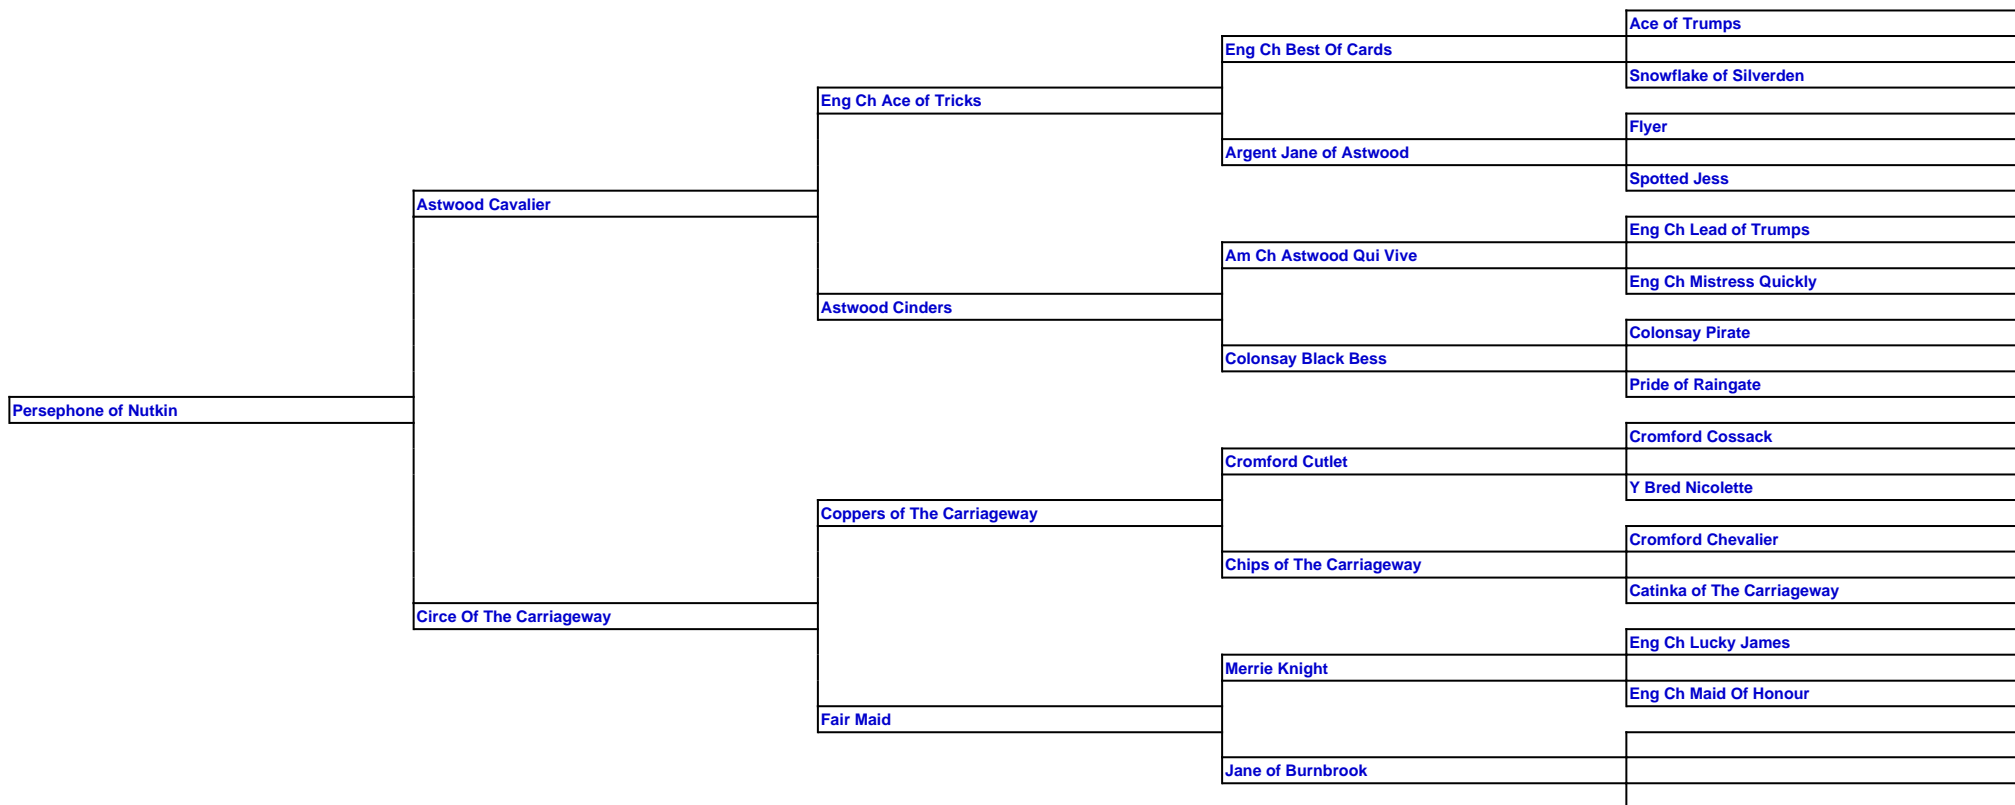 Ace of Trumps
Eng Ch Best Of Cards
Snowflake of Silverden
Eng Ch Ace of Tricks
Flyer
Argent Jane of Astwood
Spotted Jess
Astwood Cavalier
Eng Ch Lead of Trumps
Am Ch Astwood Qui Vive
Eng Ch Mistress Quickly
Astwood Cinders
Colonsay Pirate
Colonsay Black Bess
Pride of Raingate
Persephone of Nutkin
Cromford Cossack
Cromford Cutlet
Y Bred Nicolette
Coppers of The Carriageway
Cromford Chevalier
Chips of The Carriageway
Catinka of The Carriageway
Circe Of The Carriageway
Eng Ch Lucky James
Merrie Knight
Eng Ch Maid Of Honour
Fair Maid
Jane of Burnbrook